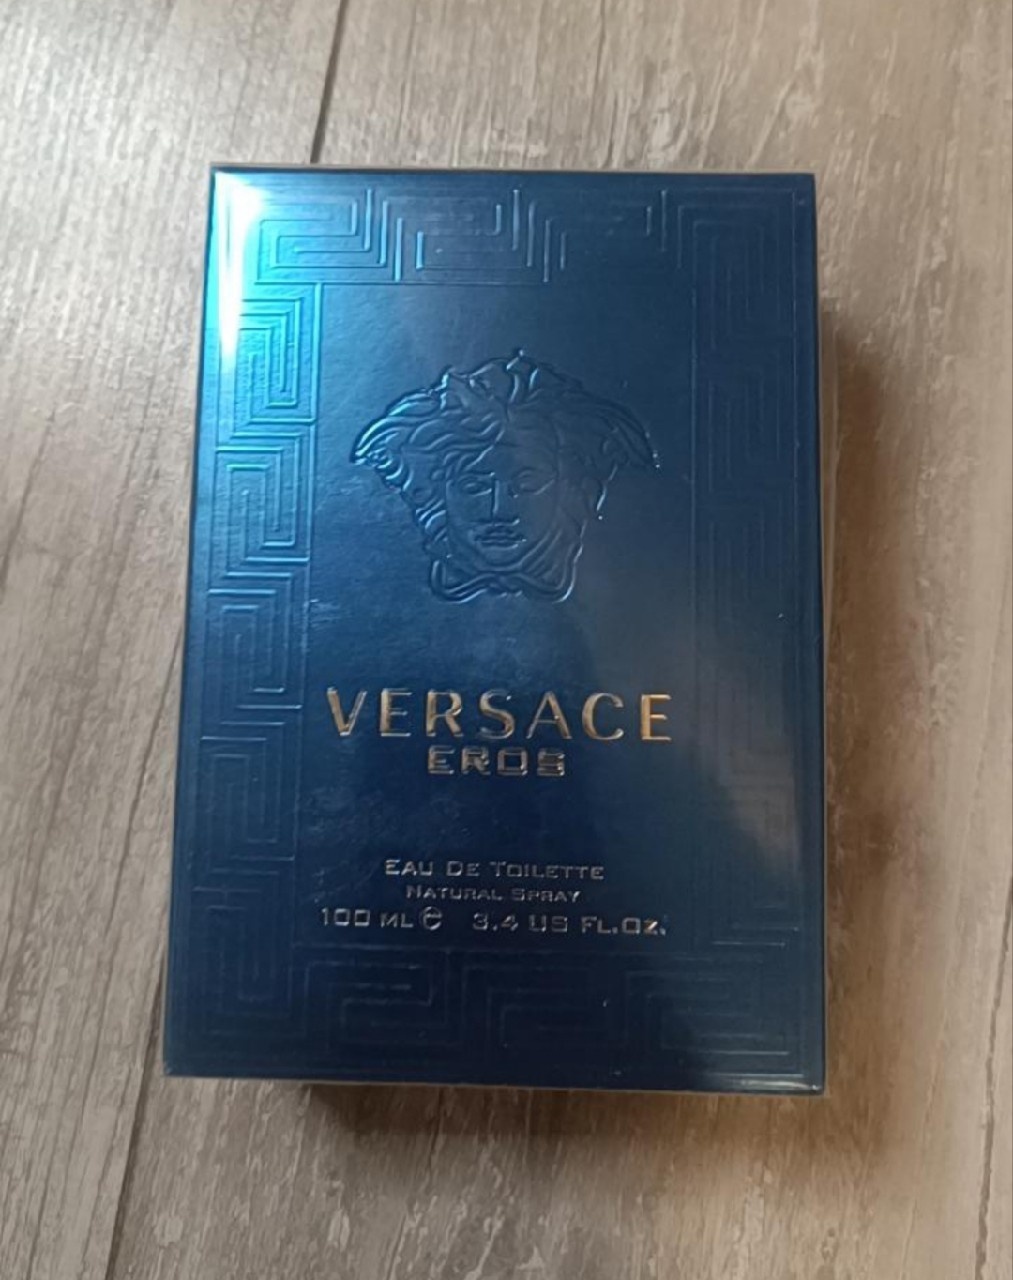 VERSACE
EROS
EAU DE TOILETTE
NATURAL SPRAY
100 ML ℮ 3.4 US FL.OZ.